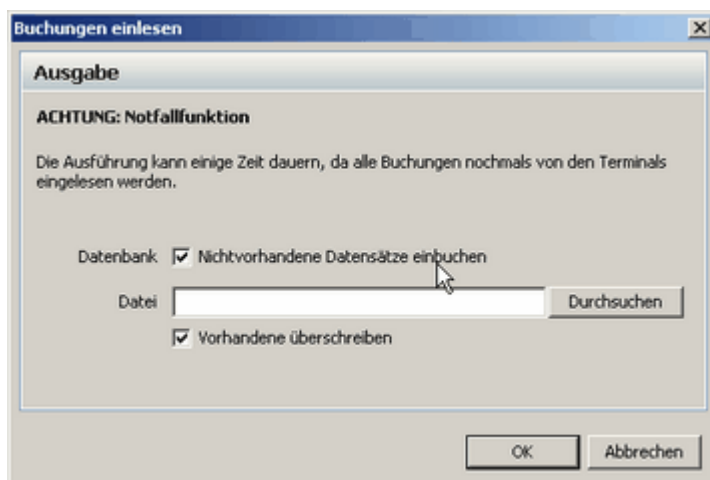 Buchungen einlesen
Ausgabe
ACHTUNG: Notfallfunktion
Die Ausführung kann einige Zeit dauern, da alle Buchungen nochmals von den Terminals
eingelesen werden.
Datenbank Nichtvorhandene Datensätze einbuchen
Datei Durchsuchen
Vorhandene überschreiben
OK Abbrechen